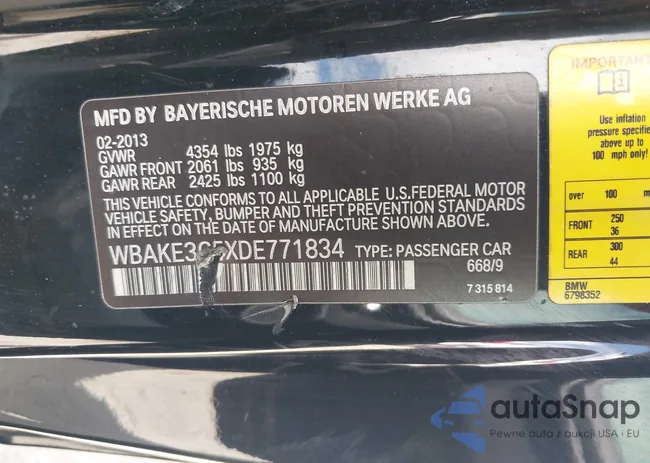 MFD BY BAYERISCHE MOTOREN WERKE AG
02-2013
GVWR 4354 lbs 1975 kg
GAWR FRONT 2061 lbs 935 kg
GAWR REAR 2425 lbs 1100 kg
THIS VEHICLE CONFORMS TO ALL APPLICABLE U.S.FEDERAL MOTOR
VEHICLE SAFETY, BUMPER AND THEFT PREVENTION STANDARDS
IN EFFECT ON THE DATE OF MANUFACTURE SHOWN ABOVE.
TYPE: PASSENGER CAR
668/9
7 315 814
IMPORTANT
Use inflation
pressure specified
above up to
100 mph only!
over 100 m
FRONT 250
36
REAR 300
44
BMW
6798352
autaSnap
Pewne auta z aukcji USA i EU